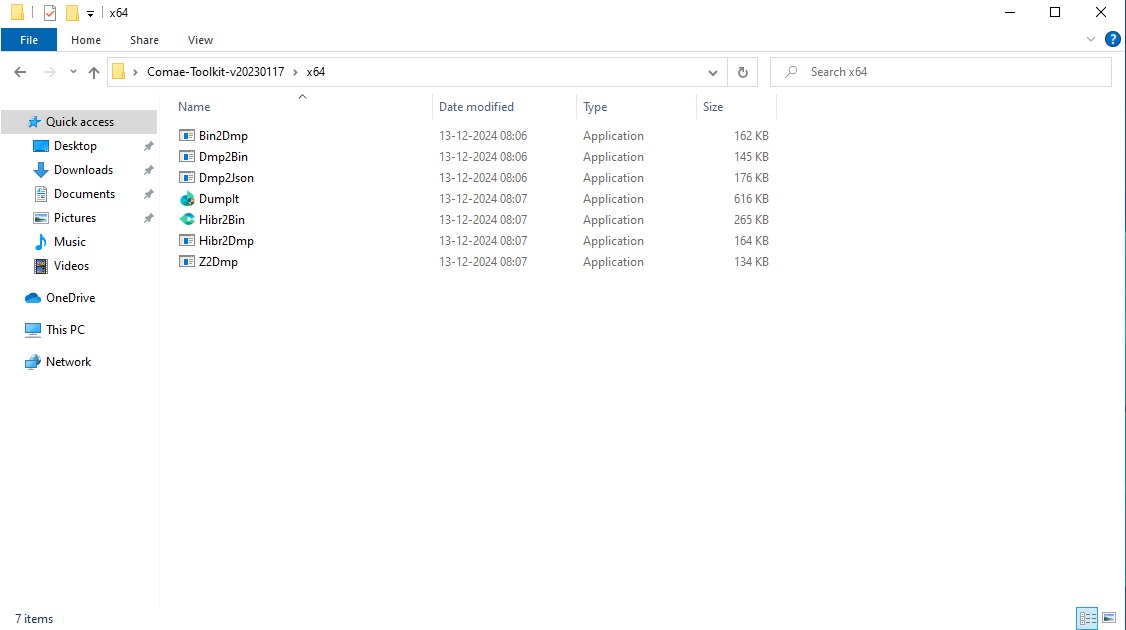 x64
File Home Share View
Comae-Toolkit-v20230117 x64 Search x64
Name Date modified Type Size
Quick access
Desktop
Downloads
Documents
Pictures
Music
Videos
OneDrive
This PC
Network
Bin2Dmp 13-12-2024 08:06 Application 162 KB
Dmp2Bin 13-12-2024 08:06 Application 145 KB
Dmp2Json 13-12-2024 08:06 Application 176 KB
DumpIt 13-12-2024 08:07 Application 616 KB
Hibr2Bin 13-12-2024 08:07 Application 265 KB
Hibr2Dmp 13-12-2024 08:07 Application 164 KB
Z2Dmp 13-12-2024 08:07 Application 134 KB
7 items